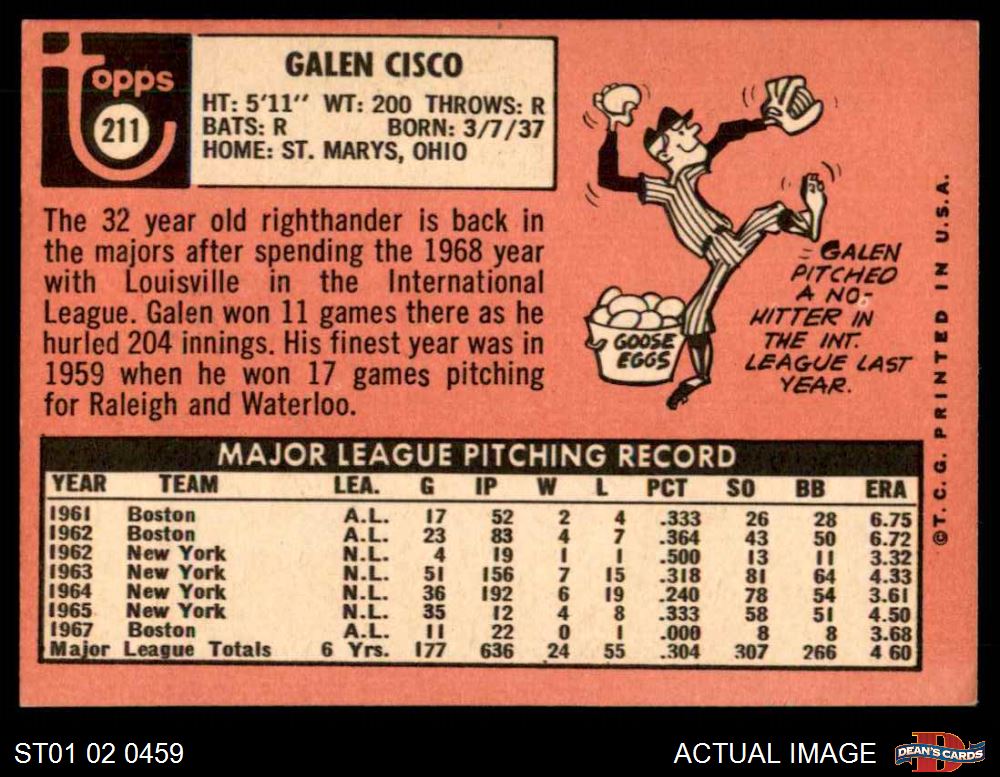 topps
211
GALEN CISCO
HT: 5'11" WT: 200 THROWS: R
BATS: R BORN: 3/7/37
HOME: ST. MARYS, OHIO
The 32 year old righthander is back in
the majors after spending the 1968 year
with Louisville in the International
League. Galen won 11 games there as he
hurled 204 innings. His finest year was in
1959 when he won 17 games pitching
for Raleigh and Waterloo.
GOOSE
EGGS
GALEN
PITCHED
A NO-
HITTER IN
THE INT.
LEAGUE LAST
YEAR.
MAJOR LEAGUE PITCHING RECORD
YEAR TEAM LEA. G IP W L PCT SO BB ERA
1961 Boston A.L. 17 52 2 4 .333 26 28 6.75
1962 Boston A.L. 23 83 4 7 .364 43 50 6.72
1962 New York N.L. 4 19 1 1 .500 13 11 3.32
1963 New York N.L. 51 156 7 15 .318 81 64 4.33
1964 New York N.L. 36 192 6 19 .240 78 54 3.61
1965 New York N.L. 35 12 4 8 .333 58 51 4.50
1967 Boston A.L. 11 22 0 1 .000 8 8 3.68
Major League Totals 6 Yrs. 177 636 24 55 .304 307 266 4 60
©T. C. G. PRINTED IN U.S.A.
ST01 02 0459
ACTUAL IMAGE
D
DEAN'S CARDS